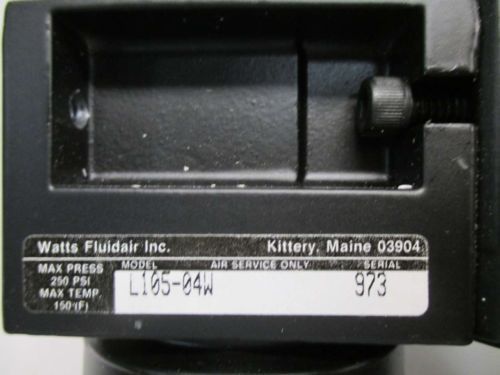 Watts Fluidair Inc. Kittery, Maine 03904
MAX PRESS 250 PSI MAX TEMP. 150°(F)
MODEL AIR SERVICE ONLY SERIAL
L105-04W 973